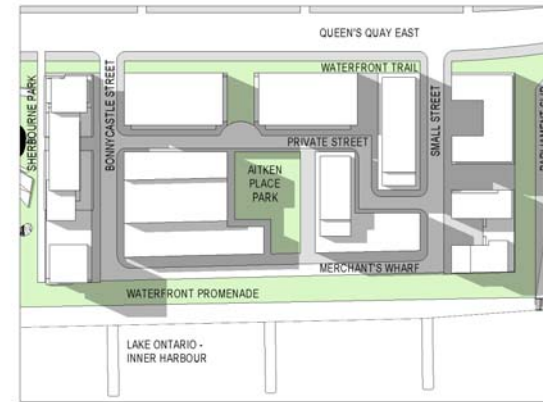 QUEEN'S QUAY EAST
WATERFRONT TRAIL
SHERBOURNE PARK
BONNYCASTLE STREET
SMALL STREET
PRIVATE STREET
AITKEN
PLACE
PARK
MERCHANT'S WHARF
WATERFRONT PROMENADE
LAKE ONTARIO -
INNER HARBOUR